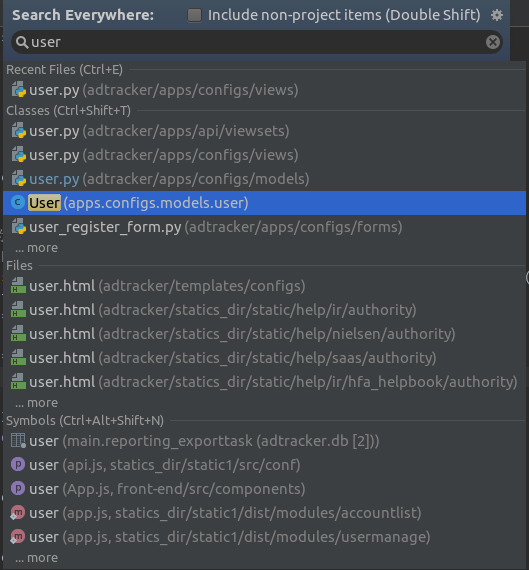 Search Everywhere: Include non-project items (Double Shift)
user
Recent Files (Ctrl+E)
user.py (adtracker/apps/configs/views)
Classes (Ctrl+Shift+T)
user.py (adtracker/apps/api/viewsets)
user.py (adtracker/apps/configs/views)
user.py (adtracker/apps/configs/models)
C User (apps.configs.models.user)
user_register_form.py (adtracker/apps/configs/forms)
... more
Files
H user.html (adtracker/templates/configs)
H user.html (adtracker/statics_dir/static/help/ir/authority)
H user.html (adtracker/statics_dir/static/help/nielsen/authority)
H user.html (adtracker/statics_dir/static/help/saas/authority)
H user.html (adtracker/statics_dir/static/help/ir/hfa_helpbook/authority)
Symbols (Ctrl+Alt+Shift+N)
user (main.reporting_exporttask (adtracker.db [2]))
p user (api.js, statics_dir/static1/src/conf)
p user (App.js, front-end/src/components)
m user (app.js, statics_dir/static1/dist/modules/accountlist)
m user (app.js, statics_dir/static1/dist/modules/usermanage)
... more